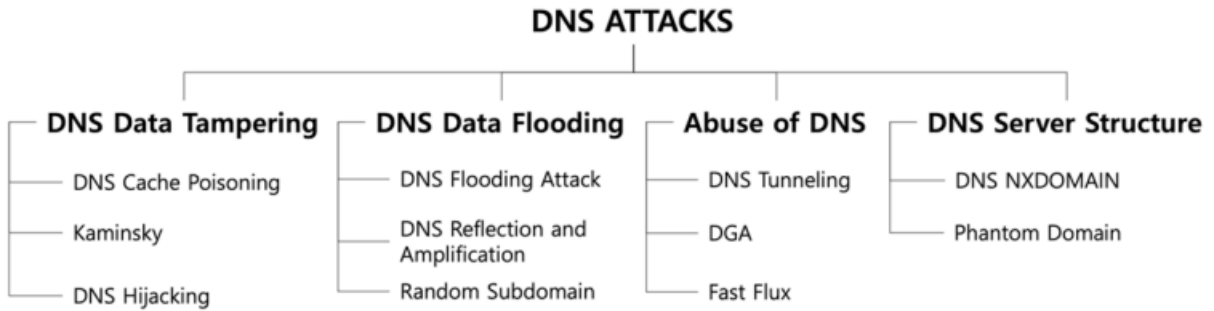 DNS ATTACKS
DNS Data Tampering
DNS Cache Poisoning
Kaminsky
DNS Hijacking
DNS Data Flooding
DNS Flooding Attack
DNS Reflection and
Amplification
Random Subdomain
Abuse of DNS
DNS Tunneling
DGA
Fast Flux
DNS Server Structure
DNS NXDOMAIN
Phantom Domain